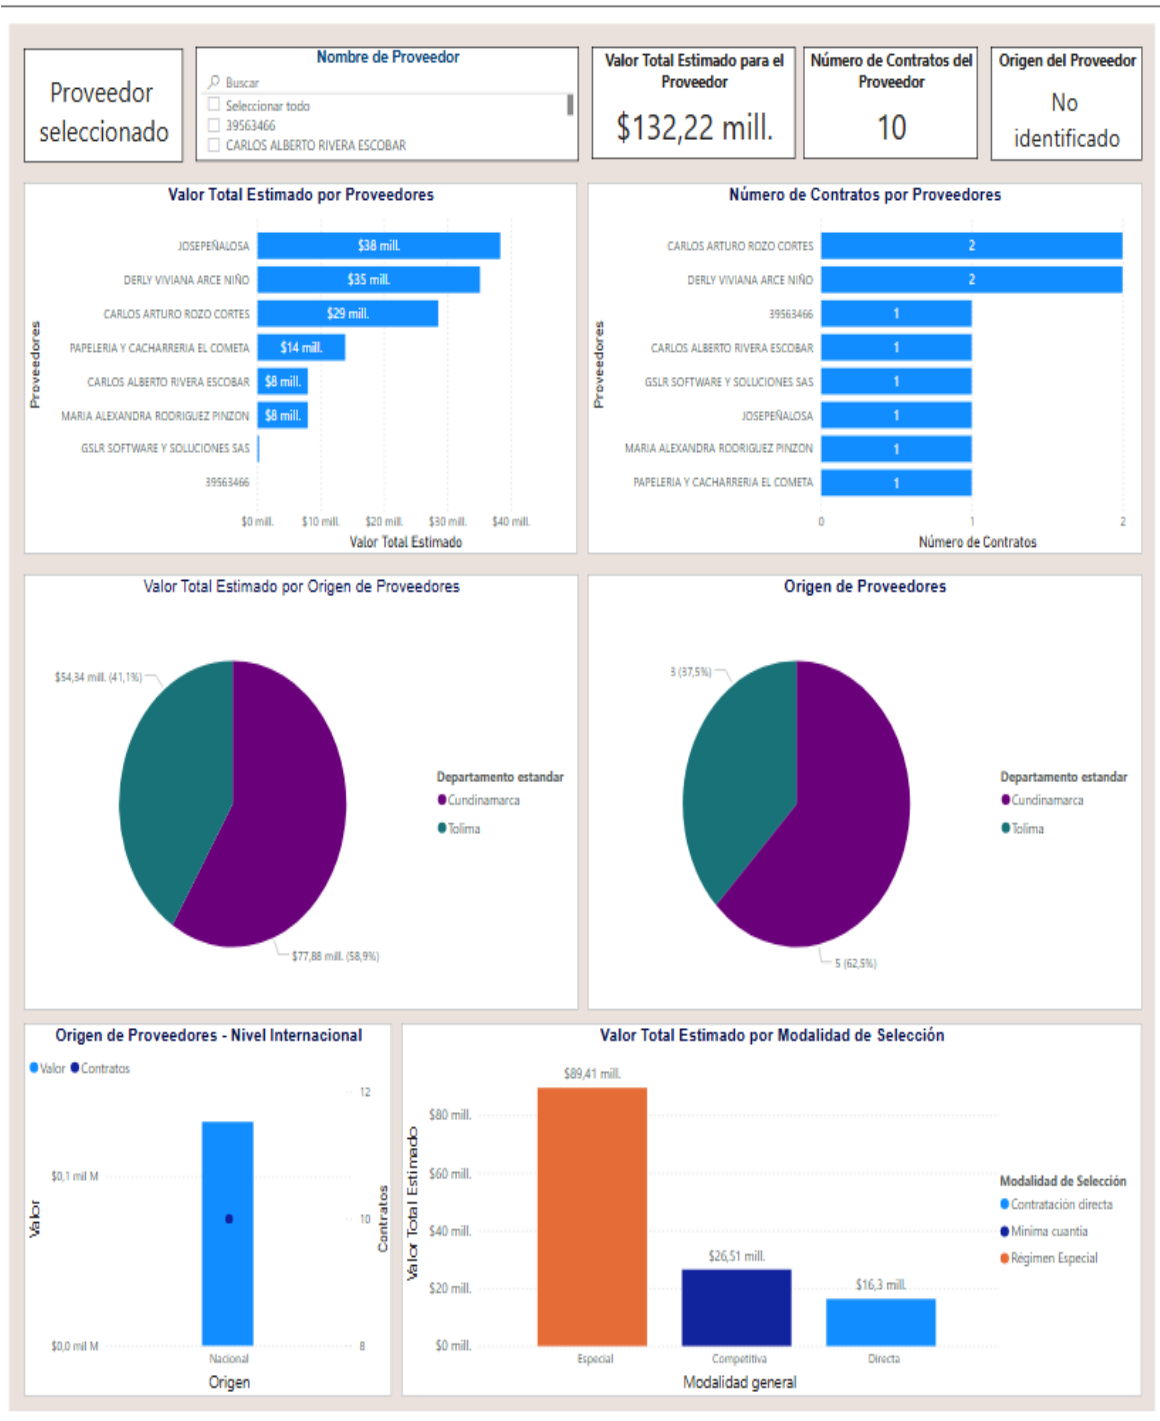 Proveedor
seleccionado
Nombre de Proveedor
Buscar
Seleccionar todo
39563466
CARLOS ALBERTO RIVERA ESCOBAR
Valor Total Estimado para el
Proveedor
$132,22 mill.
Número de Contratos del
Proveedor
10
Origen del Proveedor
No
identificado
Valor Total Estimado por Proveedores
Proveedores
JOSEPEÑALOSA
$38 mill.
DERLY VIVIANA ARCE NIÑO
$35 mill.
CARLOS ARTURO ROZO CORTES
$29 mill.
PAPELERIA Y CACHARRERIA EL COMETA
$14 mill.
CARLOS ALBERTO RIVERA ESCOBAR
$8 mill.
MARIA ALEXANDRA RODRIGUEZ PINZON
$8 mill.
GSLR SOFTWARE Y SOLUCIONES SAS
39563466
$0 mill. $10 mill. $20 mill. $30 mill. $40 mill.
Valor Total Estimado
Número de Contratos por Proveedores
Proveedores
CARLOS ARTURO ROZO CORTES
2
DERLY VIVIANA ARCE NIÑO
2
39563466
1
CARLOS ALBERTO RIVERA ESCOBAR
1
GSLR SOFTWARE Y SOLUCIONES SAS
1
JOSEPEÑALOSA
1
MARIA ALEXANDRA RODRIGUEZ PINZON
1
PAPELERIA Y CACHARRERIA EL COMETA
1
0 1 2
Número de Contratos
Valor Total Estimado por Origen de Proveedores
$54,34 mill. (41,1%)
$77,88 mill. (58,9%)
Departamento estandar
Cundinamarca
Tolima
Origen de Proveedores
3 (37,5%)
5 (62,5%)
Departamento estandar
Cundinamarca
Tolima
Origen de Proveedores - Nivel Internacional
Valor Contratos
Valor
$0,1 mil M
$0,0 mil M
12
10
8
Contratos
Nacional
Origen
Valor Total Estimado por Modalidad de Selección
Valor Total Estimado
$80 mill.
$60 mill.
$40 mill.
$20 mill.
$0 mill.
$89,41 mill.
$26,51 mill.
$16,3 mill.
Especial Competitiva Directa
Modalidad general
Modalidad de Selección
Contratación directa
Mínima cuantía
Régimen Especial